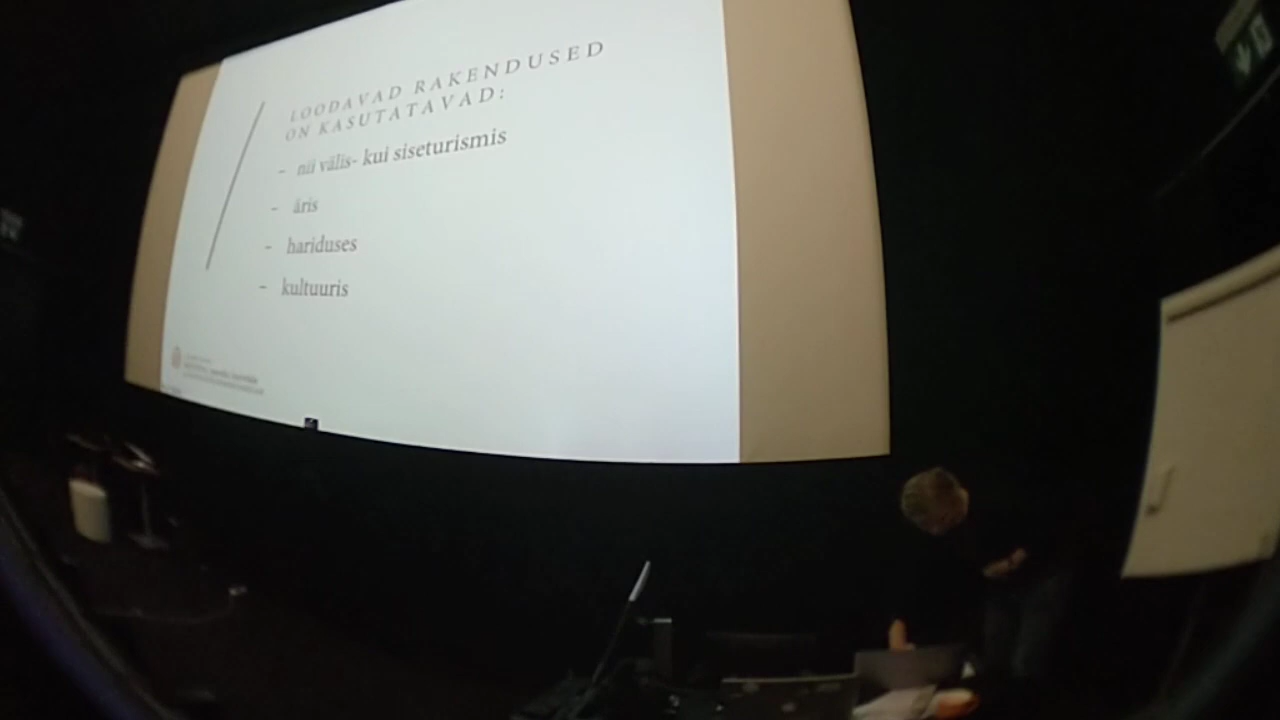 LOODAVAD RAKENDUSED
ON KASUTATAVAD:
- nii välis- kui siseturismis
- äris
- hariduses
- kultuuris